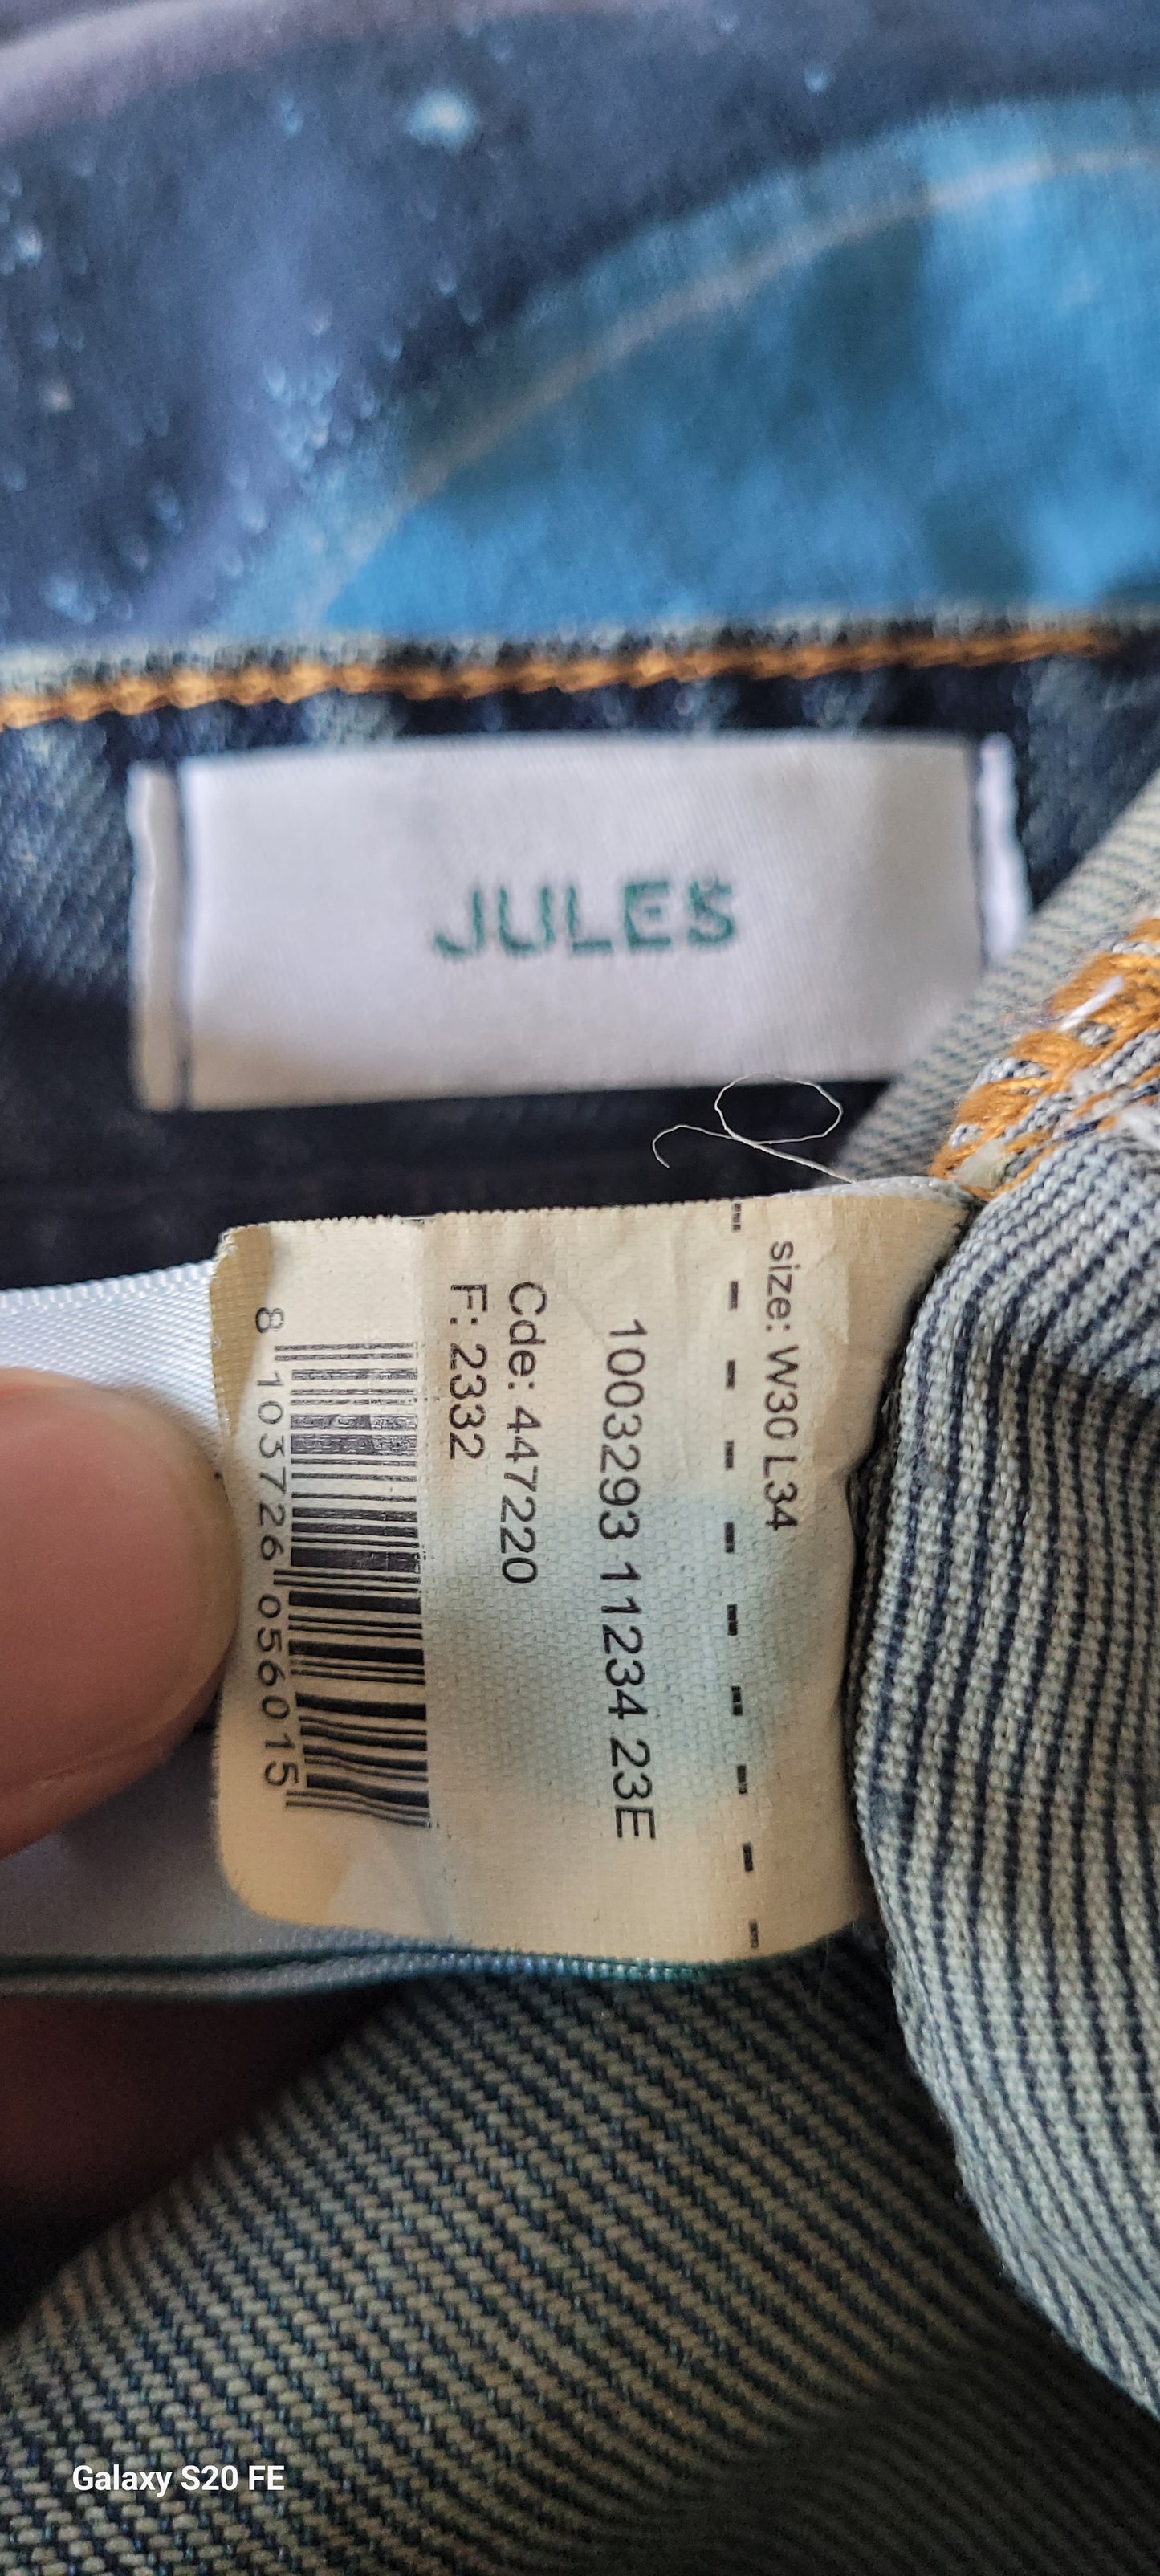 JULES
size: W30 L34
1003293 11234 23E
Cde: 447220
F: 2332
8 103726 056015
Galaxy S20 FE